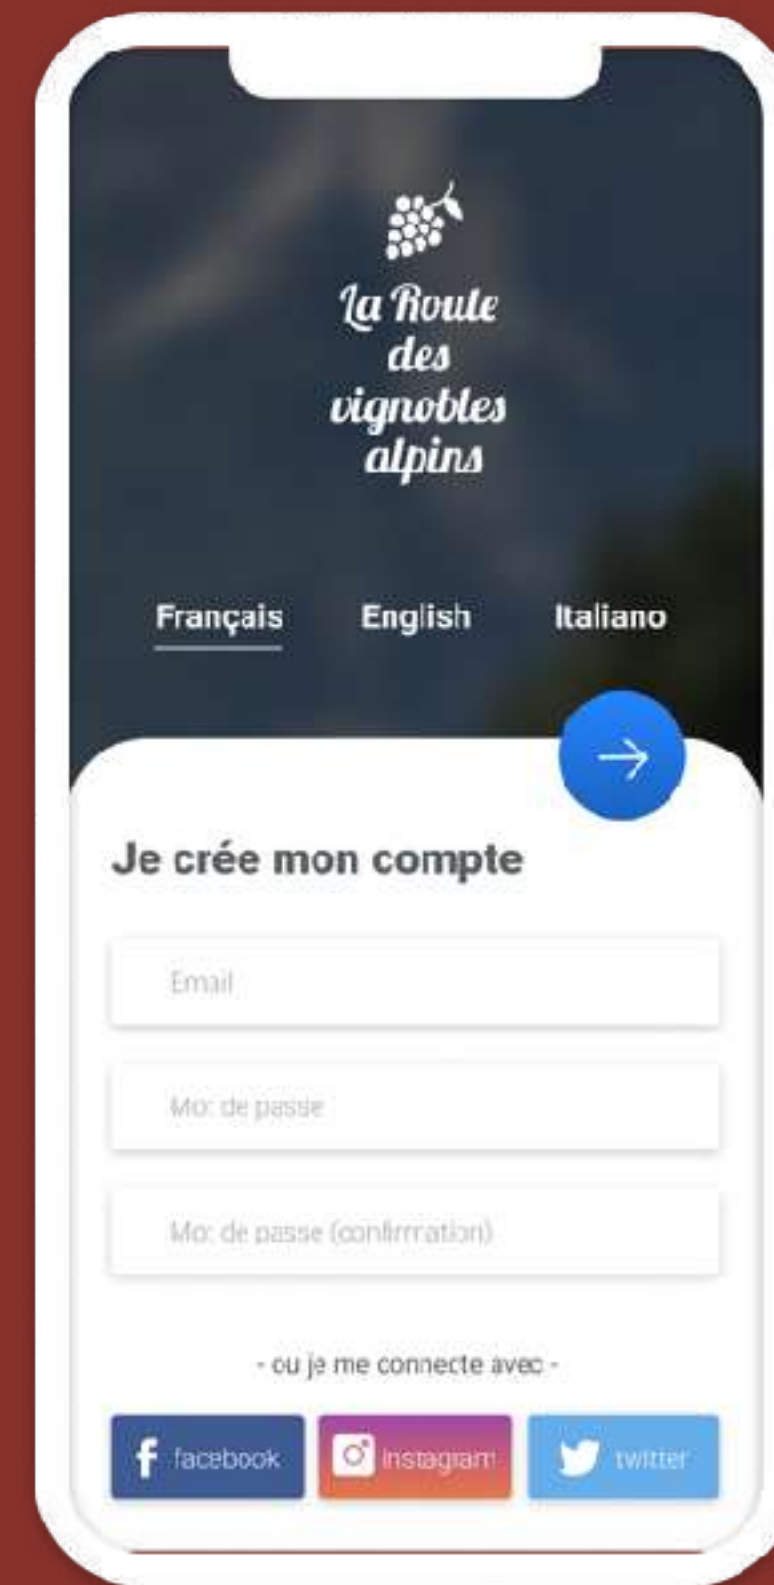 La Route
des
vignobles
alpins
Français English Italiano
Je crée mon compte
Email
Mot de passe
Mot de passe (confirmation)
- ou je me connecte avec -
facebook Instagram twitter